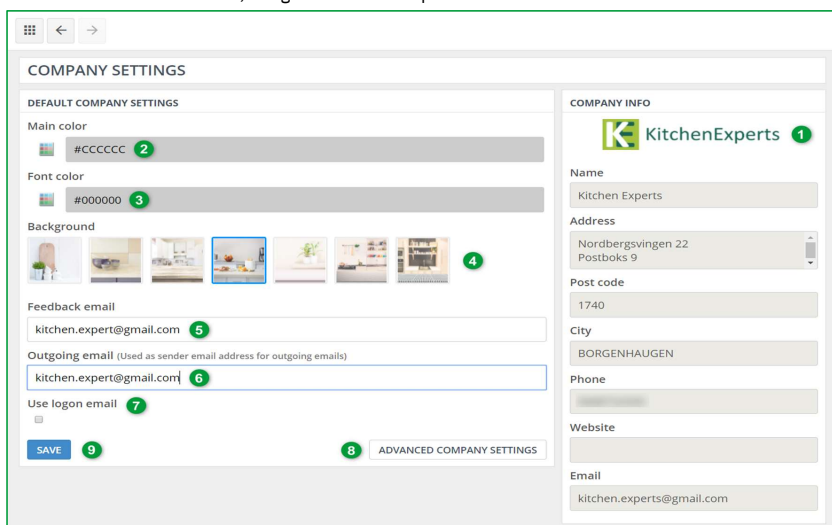 COMPANY SETTINGS
DEFAULT COMPANY SETTINGS
Main color
#CCCCCC 2
Font color
#000000 3
Background
4
Feedback email
kitchen.expert@gmail.com 5
Outgoing email (Used as sender email address for outgoing emails)
kitchen.expert@gmail.com 6
Use logon email 7
SAVE 9
8 ADVANCED COMPANY SETTINGS
COMPANY INFO
KE KitchenExperts 1
Name
Kitchen Experts
Address
Nordbergsvingen 22
Postboks 9
Post code
1740
City
BORGENHAUGEN
Phone
Website
Email
kitchen.experts@gmail.com